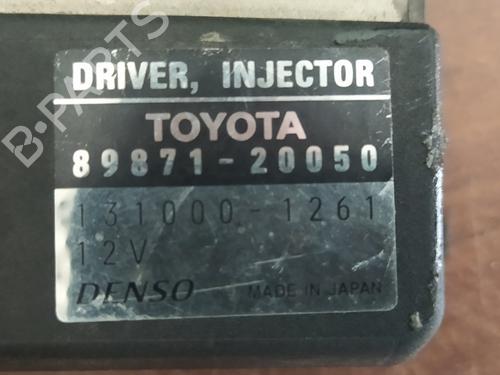 DRIVER, INJECTOR
TOYOTA
89871-20050
131000-1261
12V
DENSO MADE IN JAPAN
B-PARTS